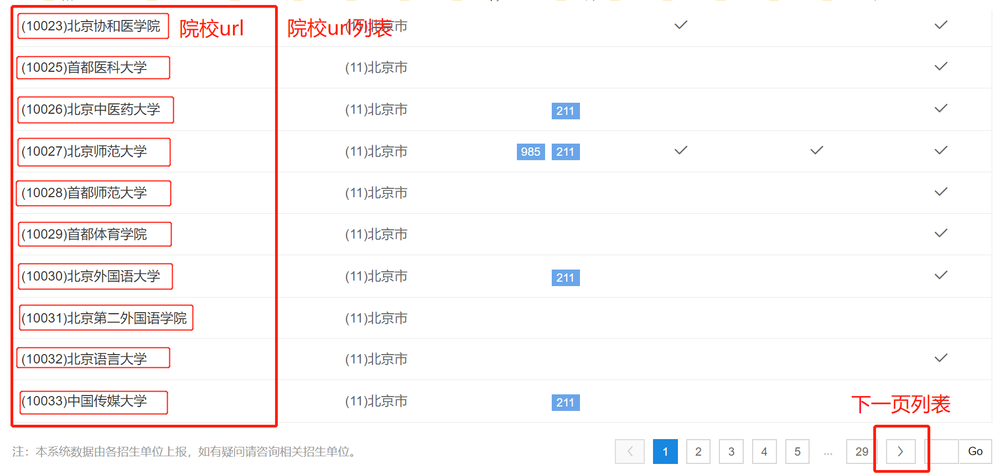 (10023)北京协和医学院 院校url 院校url列表 (11)北京市
(10025)首都医科大学 (11)北京市
(10026)北京中医药大学 (11)北京市 211
(10027)北京师范大学 (11)北京市 985 211
(10028)首都师范大学 (11)北京市
(10029)首都体育学院 (11)北京市
(10030)北京外国语大学 (11)北京市 211
(10031)北京第二外国语学院 (11)北京市
(10032)北京语言大学 (11)北京市
(10033)中国传媒大学 (11)北京市 211 下一页列表
注：本系统数据由各招生单位上报，如有疑问请咨询相关招生单位。 1 2 3 4 5 ... 29 Go